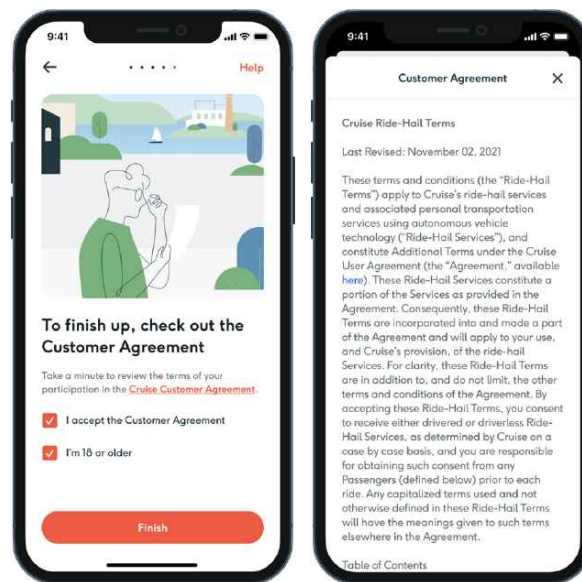 9:41
Help
To finish up, check out the
Customer Agreement
Take a minute to review the terms of your
participation in the Cruise Customer Agreement.
I accept the Customer Agreement
I'm 18 or older
Finish
9:41
Customer Agreement
Cruise Ride-Hail Terms
Last Revised: November 02, 2021
These terms and conditions (the "Ride-Hail
Terms") apply to Cruise's ride-hail services
and associated personal transportation
services using autonomous vehicle
technology ("Ride-Hail Services"), and
constitute Additional Terms under the Cruise
User Agreement (the "Agreement," available
here). These Ride-Hail Services constitute a
portion of the Services as provided in the
Agreement. Consequently, these Ride-Hail
Terms are incorporated into and made a part
of the Agreement and will apply to your use,
and Cruise's provision, of the ride-hail
Services. For clarity, these Ride-Hail Terms
are in addition to, and do not limit, the other
terms and conditions of the Agreement. By
accepting these Ride-Hail Terms, you consent
to receive either drivered or driverless Ride-
Hail Services, as determined by Cruise on a
case by case basis, and you are responsible
for obtaining such consent from any
Passengers (defined below) prior to each
ride. Any capitalized terms used and not
otherwise defined in these Ride-Hail Terms
will have the meanings given to such terms
elsewhere in the Agreement.
Table of Contents